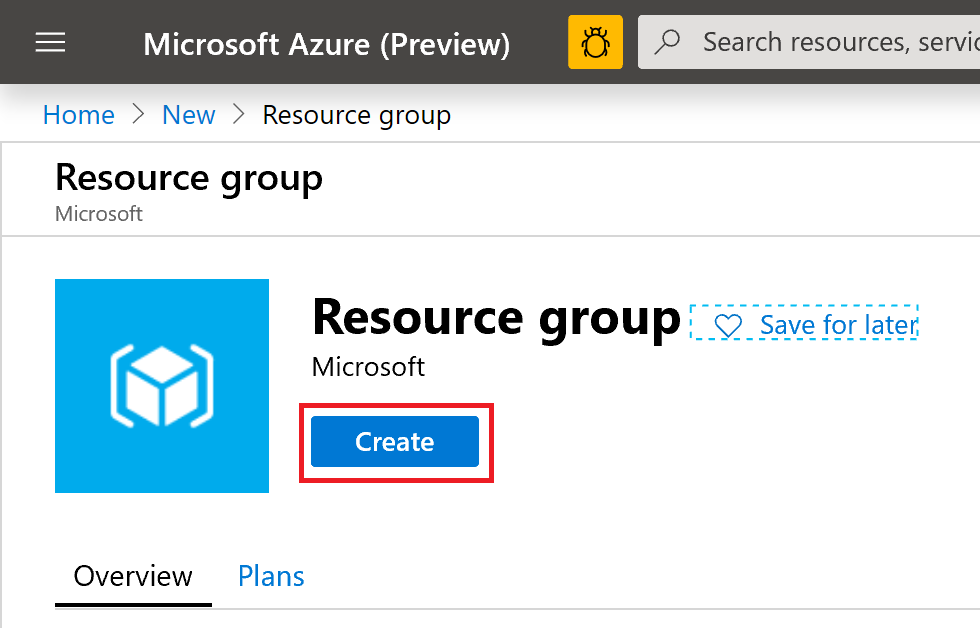 Microsoft Azure (Preview)
Search resources, servic
Home > New > Resource group
Resource group
Microsoft
Resource group
Save for later
Microsoft
Create
Overview Plans